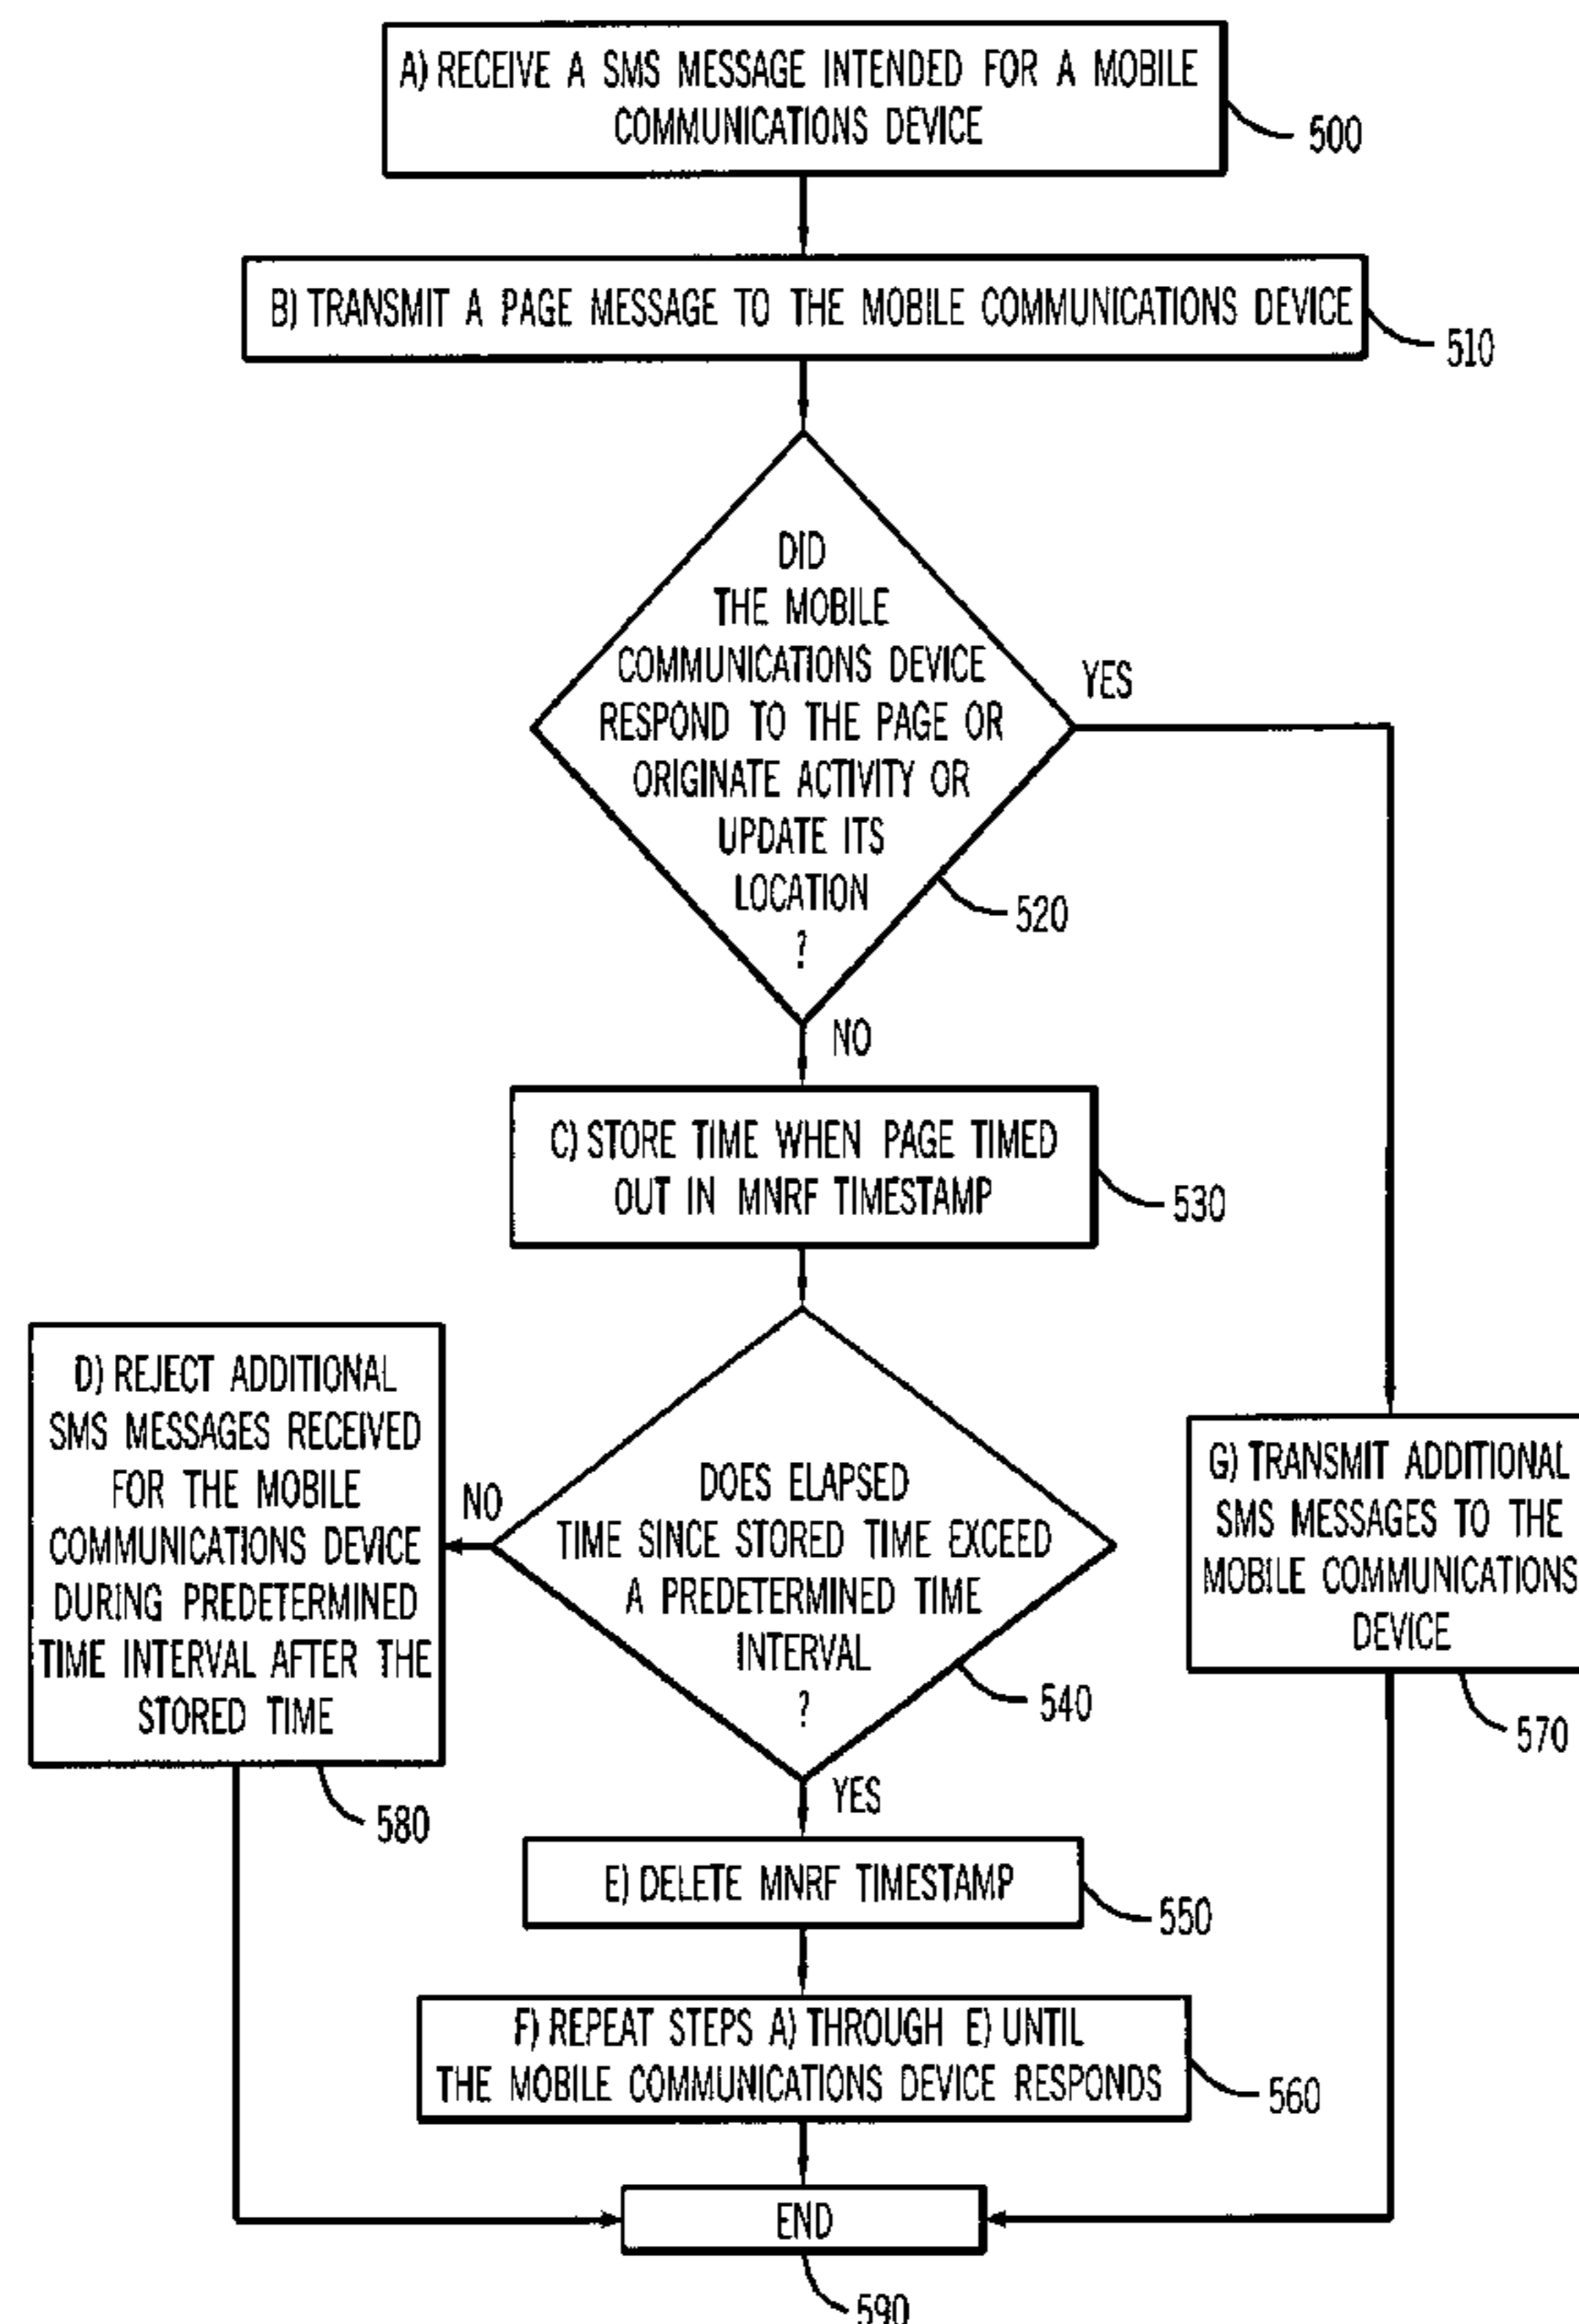 A) RECEIVE A SMS MESSAGE INTENDED FOR A MOBILE
COMMUNICATIONS DEVICE
500
B) TRANSMIT A PAGE MESSAGE TO THE MOBILE COMMUNICATIONS DEVICE
510
DID
THE MOBILE
COMMUNICATIONS DEVICE
RESPOND TO THE PAGE OR
ORIGINATE ACTIVITY OR
UPDATE ITS
LOCATION
?
520
YES
NO
C) STORE TIME WHEN PAGE TIMED
OUT IN MNRF TIMESTAMP
530
DOES ELAPSED
TIME SINCE STORED TIME EXCEED
A PREDETERMINED TIME
INTERVAL
?
540
NO
D) REJECT ADDITIONAL
SMS MESSAGES RECEIVED
FOR THE MOBILE
COMMUNICATIONS DEVICE
DURING PREDETERMINED
TIME INTERVAL AFTER THE
STORED TIME
580
G) TRANSMIT ADDITIONAL
SMS MESSAGES TO THE
MOBILE COMMUNICATIONS
DEVICE
570
YES
E) DELETE MNRF TIMESTAMP
550
F) REPEAT STEPS A) THROUGH E) UNTIL
THE MOBILE COMMUNICATIONS DEVICE RESPONDS
560
END
590